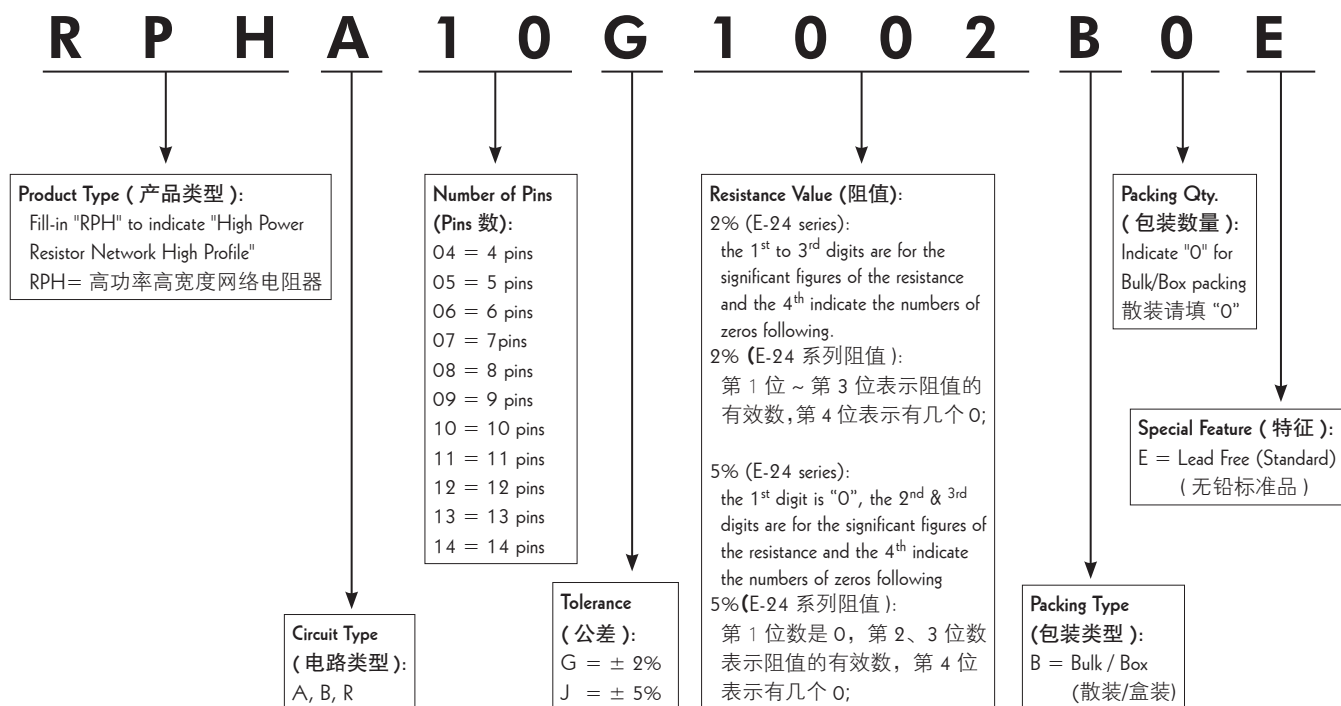 R P H A 1 0 G 1 0 0 2 B 0 E
Product Type ( 产品类型 ):
Fill-in "RPH" to indicate "High Power
Resistor Network High Profile"
RPH= 高功率高宽度网络电阻器
Circuit Type
( 电路类型 ):
A, B, R
Number of Pins
(Pins 数):
04 = 4 pins
05 = 5 pins
06 = 6 pins
07 = 7pins
08 = 8 pins
09 = 9 pins
10 = 10 pins
11 = 11 pins
12 = 12 pins
13 = 13 pins
14 = 14 pins
Tolerance
( 公差 ):
G = ± 2%
J = ± 5%
Resistance Value (阻值):
2% (E-24 series):
the 1st to 3rd digits are for the
significant figures of the resistance
and the 4th indicate the numbers of
zeros following.
2% (E-24 系列阻值 ):
第 1 位 ~ 第 3 位表示阻值的
有效数,第 4 位表示有几个 0;
5% (E-24 series):
the 1st digit is “0”, the 2nd & 3rd
digits are for the significant figures of
the resistance and the 4th indicate
the numbers of zeros following
5%(E-24 系列阻值 ):
第 1 位数是 0，第 2、3 位数
表示阻值的有效数，第 4 位
表示有几个 0;
Packing Type
(包装类型 ):
B = Bulk / Box
(散装/盒装)
Packing Qty.
( 包装数量 ):
Indicate "0" for
Bulk/Box packing
散装请填 “0”
Special Feature ( 特征 ):
E = Lead Free (Standard)
( 无铅标准品 )